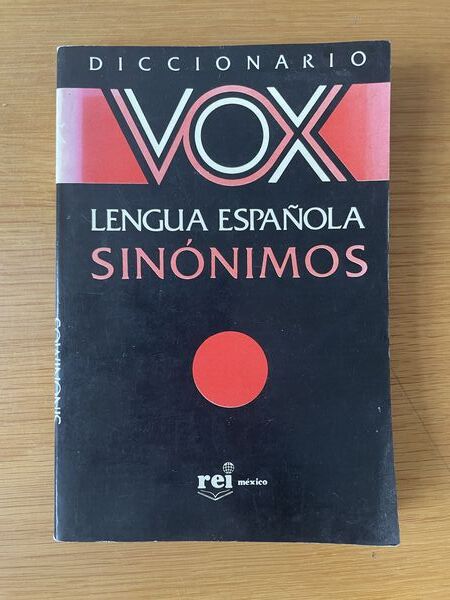 DICCIONARIO
VOX
LENGUA ESPAÑOLA
SINÓNIMOS
SINÓNIMOS
rei méxico